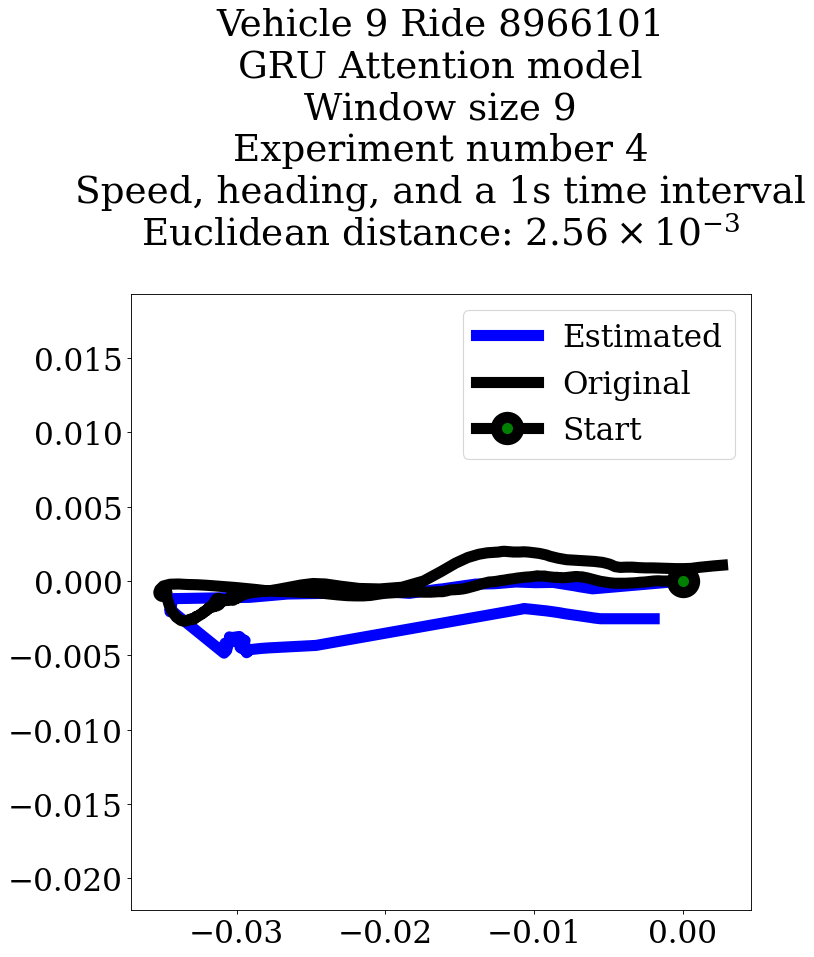 Vehicle 9 Ride 8966101
GRU Attention model
Window size 9
Experiment number 4
Speed, heading, and a 1s time interval
Euclidean distance: 2.56 × 10⁻³
Estimated
Original
Start
0.015
0.010
0.005
0.000
−0.005
−0.010
−0.015
−0.020
−0.03 −0.02 −0.01 0.00